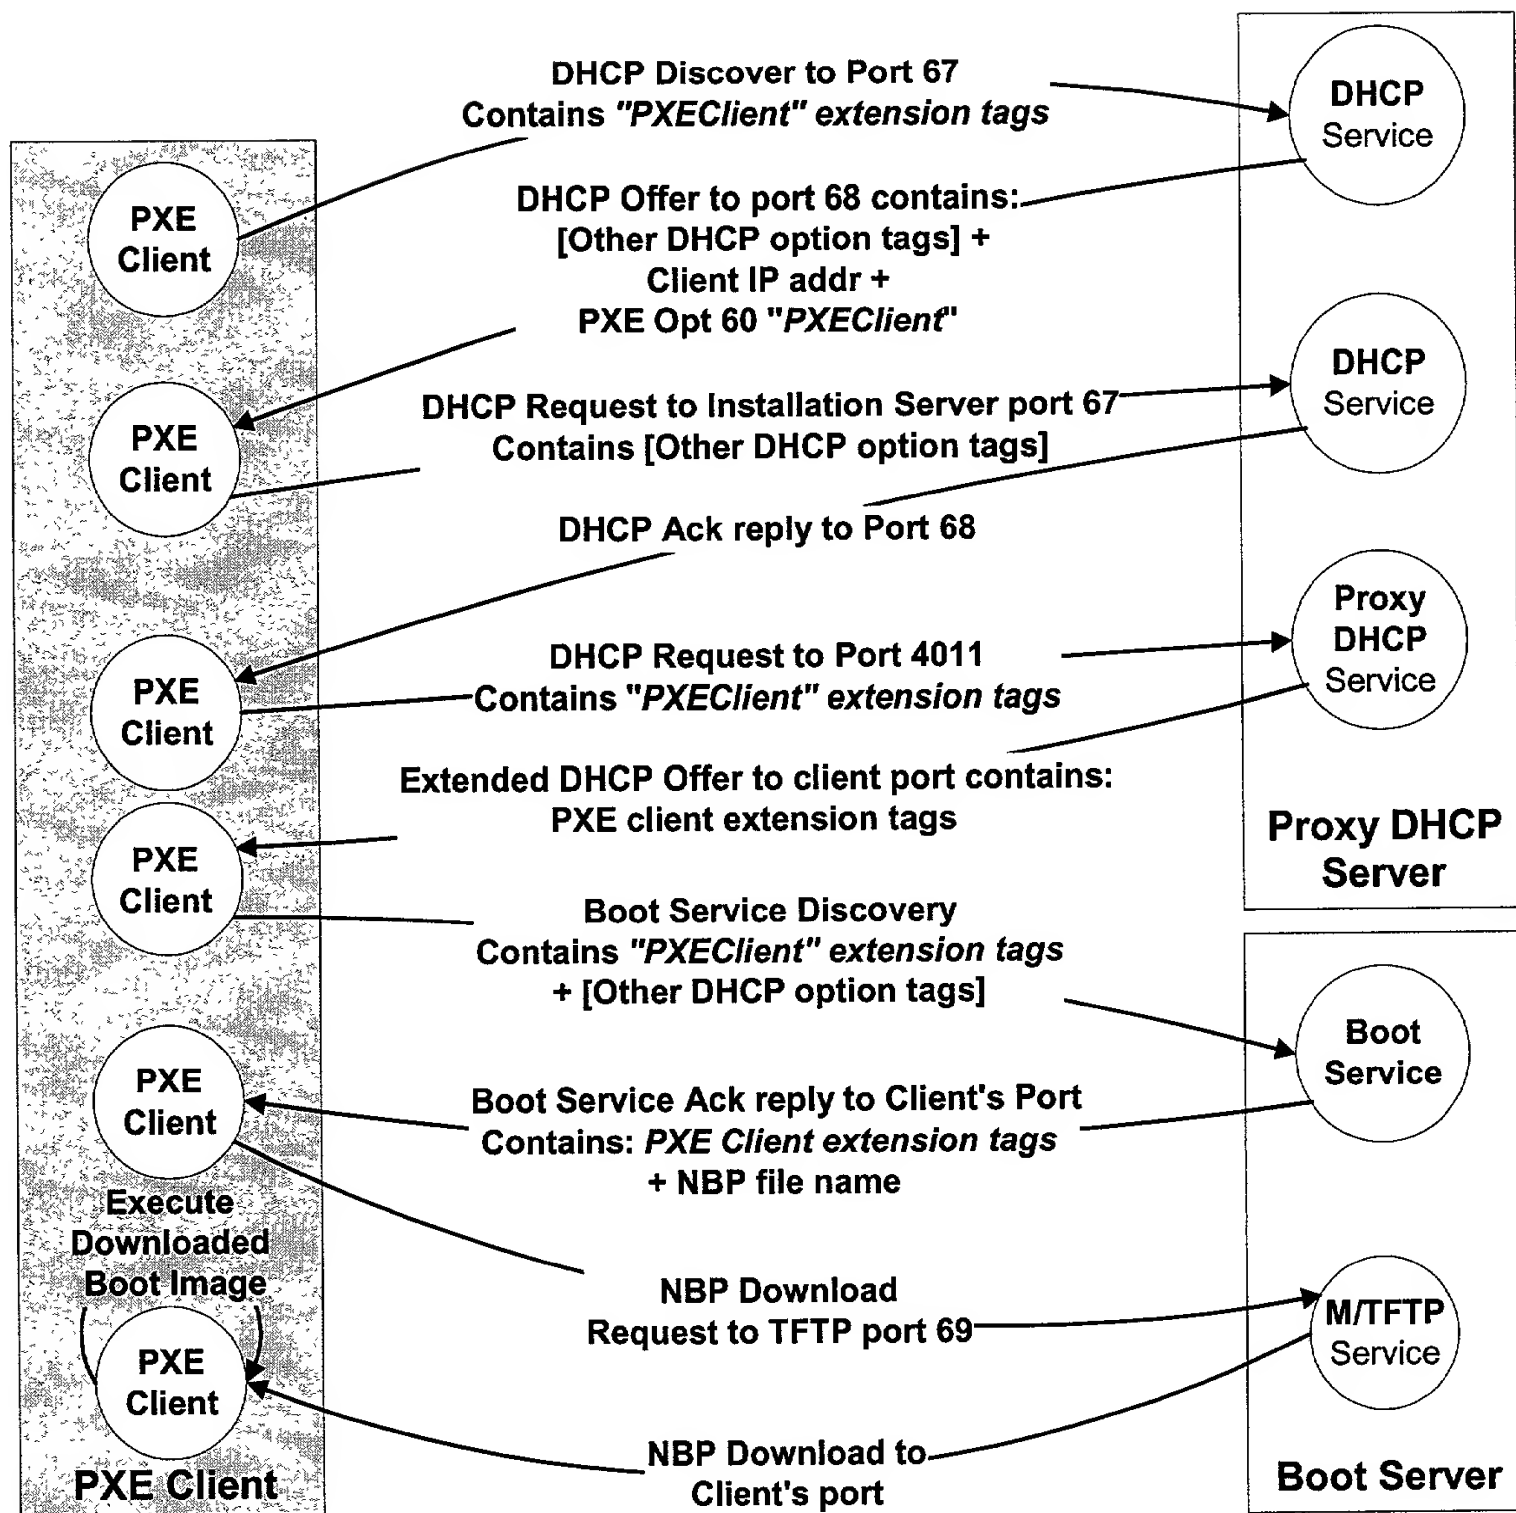 DHCP Discover to Port 67
Contains "PXEClient" extension tags
DHCP
Service
PXE
Client
DHCP Offer to port 68 contains:
[Other DHCP option tags] +
Client IP addr +
PXE Opt 60 "PXEClient"
DHCP
Service
PXE
Client
DHCP Request to Installation Server port 67
Contains [Other DHCP option tags]
DHCP Ack reply to Port 68
Proxy
DHCP
Service
PXE
Client
DHCP Request to Port 4011
Contains "PXEClient" extension tags
Extended DHCP Offer to client port contains:
PXE client extension tags
Proxy DHCP
Server
PXE
Client
Boot Service Discovery
Contains "PXEClient" extension tags
+ [Other DHCP option tags]
Boot
Service
PXE
Client
Boot Service Ack reply to Client's Port
Contains: PXE Client extension tags
+ NBP file name
Execute
Downloaded
Boot Image
NBP Download
Request to TFTP port 69
M/TFTP
Service
PXE
Client
NBP Download to
Client's port
PXE Client
Boot Server